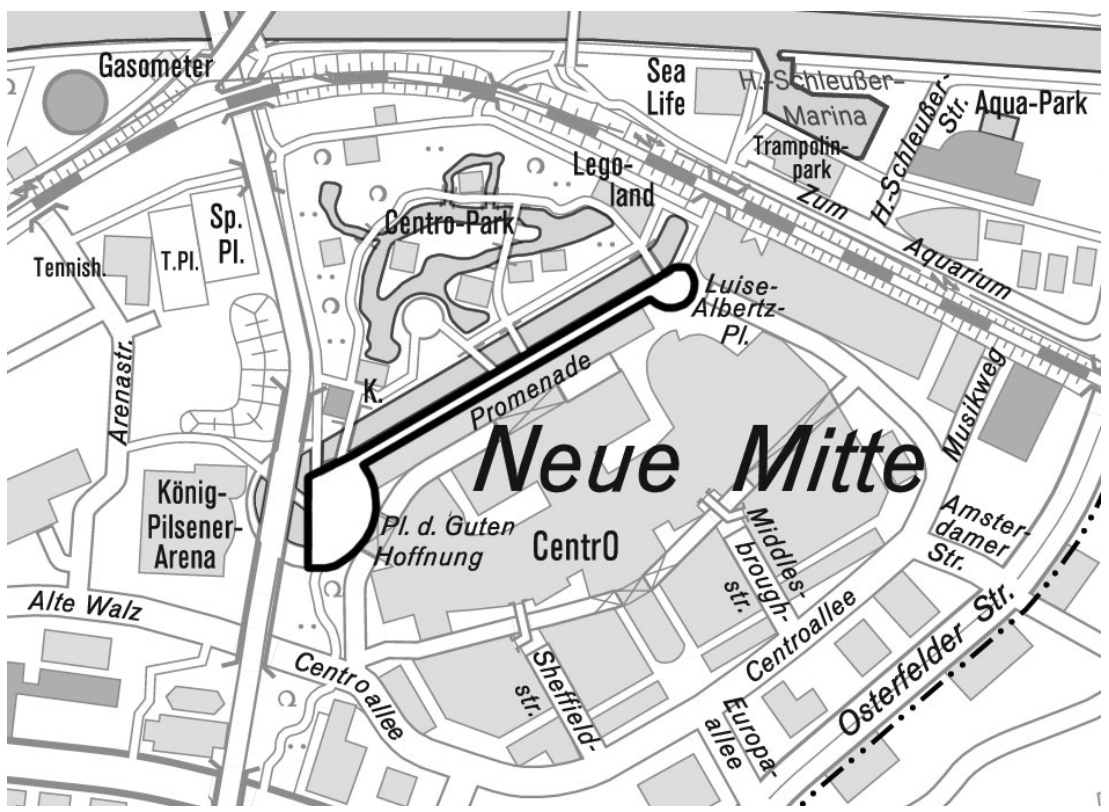 Gasometer
Sea
Life
H.-Schleußer-
Marina
H.-Schleußer-
Str.
Aqua-Park
Trampolin-
park
Lego-
land
Zum
Aquarium
Centro-Park
Sp.
Pl.
T.Pl.
Tennish.
Luise-
Albertz-
Pl.
Arenastr.
K.
Promenade
Musikweg
Neue Mitte
König-
Pilsener-
Arena
Pl. d. Guten
Hoffnung
CentrO
Middles-
brough-
str.
Amster-
damer
Str.
Alte Walz
Centroallee
Sheffield-
str.
Centroallee
Europa-
allee
Osterfelder Str.